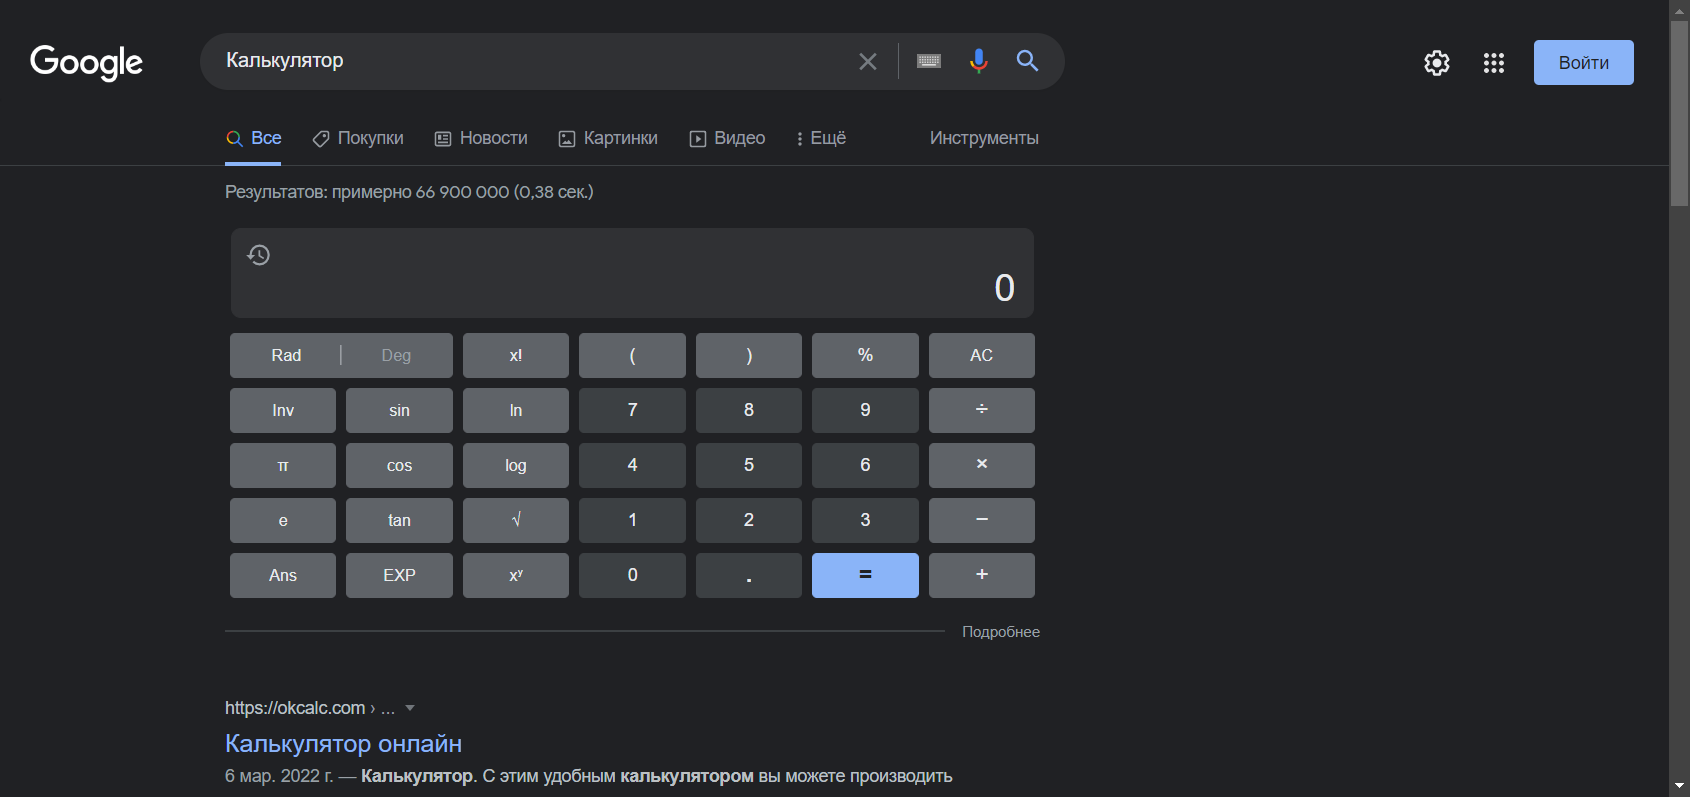 Google
Калькулятор
Войти
Все Покупки Новости Картинки Видео Ещё Инструменты
Результатов: примерно 66 900 000 (0,38 сек.)
0
Rad | Deg x! ( ) % AC
Inv sin ln 7 8 9 ÷
π cos log 4 5 6 ×
e tan √ 1 2 3 −
Ans EXP xʸ 0 . = +
Подробнее
https://okcalc.com › ...
Калькулятор онлайн
6 мар. 2022 г. — Калькулятор. С этим удобным калькулятором вы можете производить